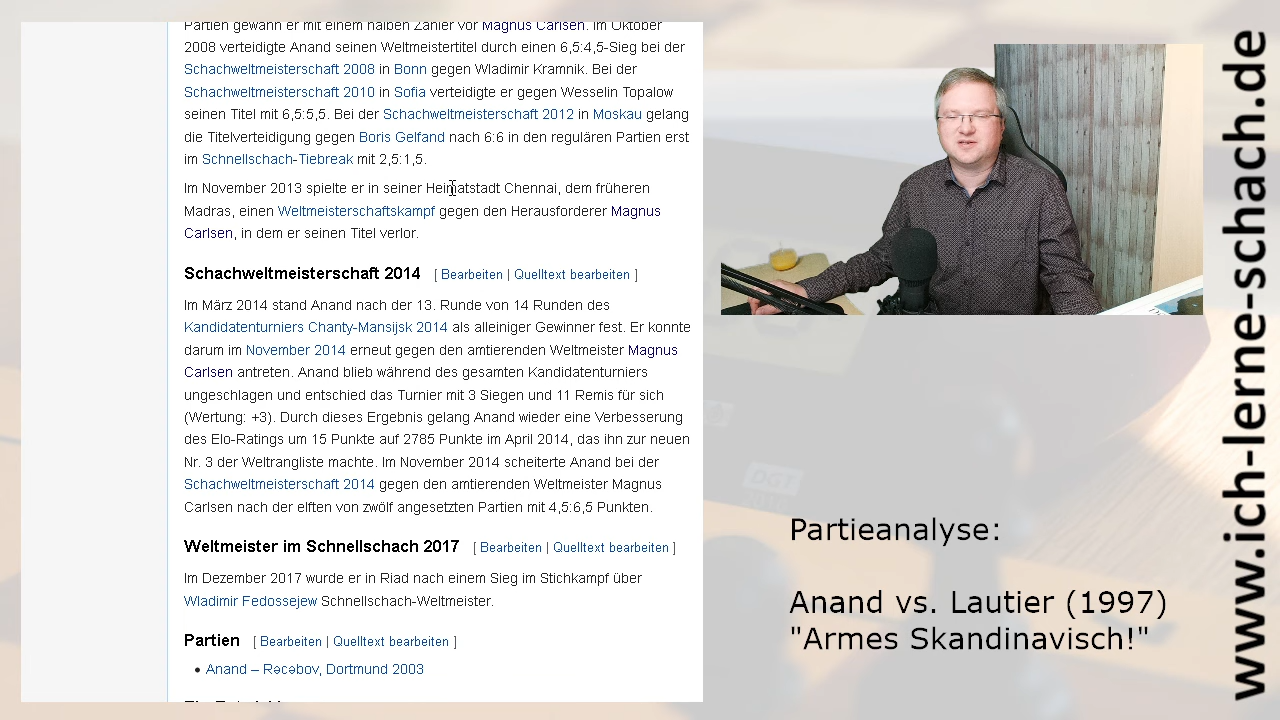 Partien gewann er mit einem halben Zähler vor Magnus Carlsen. Im Oktober
2008 verteidigte Anand seinen Weltmeistertitel durch einen 6,5:4,5-Sieg bei der
Schachweltmeisterschaft 2008 in Bonn gegen Wladimir Kramnik. Bei der
Schachweltmeisterschaft 2010 in Sofia verteidigte er gegen Wesselin Topalow
seinen Titel mit 6,5:5,5. Bei der Schachweltmeisterschaft 2012 in Moskau gelang
die Titelverteidigung gegen Boris Gelfand nach 6:6 in den regulären Partien erst
im Schnellschach-Tiebreak mit 2,5:1,5.
Im November 2013 spielte er in seiner Heimatstadt Chennai, dem früheren
Madras, einen Weltmeisterschaftskampf gegen den Herausforderer Magnus
Carlsen, in dem er seinen Titel verlor.
Schachweltmeisterschaft 2014 [ Bearbeiten | Quelltext bearbeiten ]
Im März 2014 stand Anand nach der 13. Runde von 14 Runden des
Kandidatenturniers Chanty-Mansijsk 2014 als alleiniger Gewinner fest. Er konnte
darum im November 2014 erneut gegen den amtierenden Weltmeister Magnus
Carlsen antreten. Anand blieb während des gesamten Kandidatenturniers
ungeschlagen und entschied das Turnier mit 3 Siegen und 11 Remis für sich
(Wertung: +3). Durch dieses Ergebnis gelang Anand wieder eine Verbesserung
des Elo-Ratings um 15 Punkte auf 2785 Punkte im April 2014, das ihn zur neuen
Nr. 3 der Weltrangliste machte. Im November 2014 scheiterte Anand bei der
Schachweltmeisterschaft 2014 gegen den amtierenden Weltmeister Magnus
Carlsen nach der elften von zwölf angesetzten Partien mit 4,5:6,5 Punkten.
Weltmeister im Schnellschach 2017 [ Bearbeiten | Quelltext bearbeiten ]
Im Dezember 2017 wurde er in Riad nach einem Sieg im Stichkampf über
Wladimir Fedossejew Schnellschach-Weltmeister.
Partien [ Bearbeiten | Quelltext bearbeiten ]
• Anand – Rəcəbov, Dortmund 2003
DGT
Partieanalyse:
Anand vs. Lautier (1997)
"Armes Skandinavisch!"
www.ich-lerne-schach.de